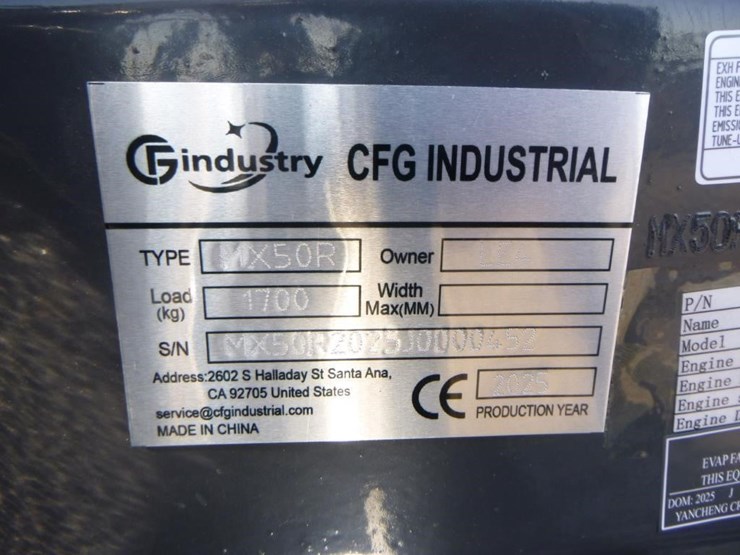 CFGindustry CFG INDUSTRIAL
TYPE MX50R Owner
Load (kg) 1700 Width Max(MM)
S/N MX50R2025J0000452
Address:2602 S Halladay St Santa Ana,
CA 92705 United States
service@cfgindustrial.com
MADE IN CHINA
CE 2025
PRODUCTION YEAR
EXH
ENGIN
THIS E
THIS E
EMISSI
TUNE-U
MX50R
P/N
Name
Model
Engine
Engine
Engine
Engine
EVAP FA
THIS EQ
DOM: 2025 J
YANCHENG